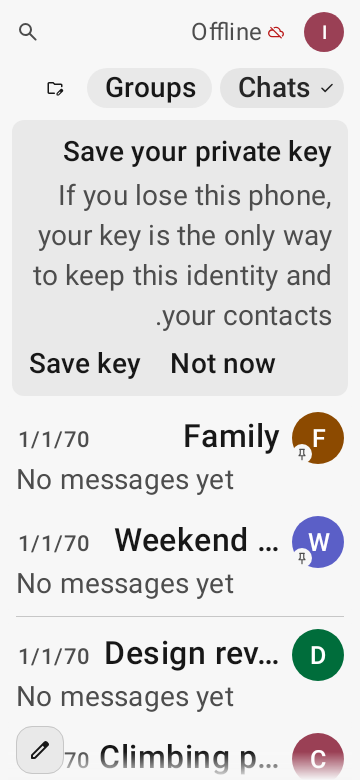 Offline I
Groups Chats
Save your private key
If you lose this phone,
your key is the only way
to keep this identity and
.your contacts
Save key Not now
1/1/70 Family F
No messages yet
1/1/70 Weekend ... W
No messages yet
1/1/70 Design rev... D
No messages yet
70 Climbing p... C